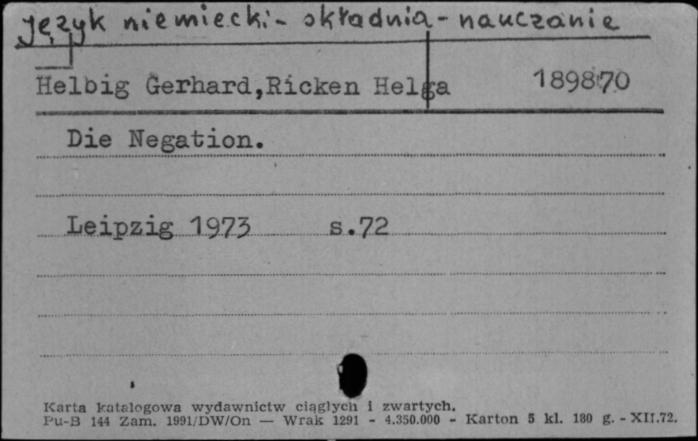 język niemiecki - składnia - nauczanie
Helbig Gerhard,Ricken Helga 189870
Die Negation.
Leipzig 1973 s.72
Karta katalogowa wydawnictw ciągłych i zwartych.
Pu-B 144 Zam. 1991/DW/On — Wrak 1291 - 4.350.000 - Karton 5 kl. 180 g. - XII.72.